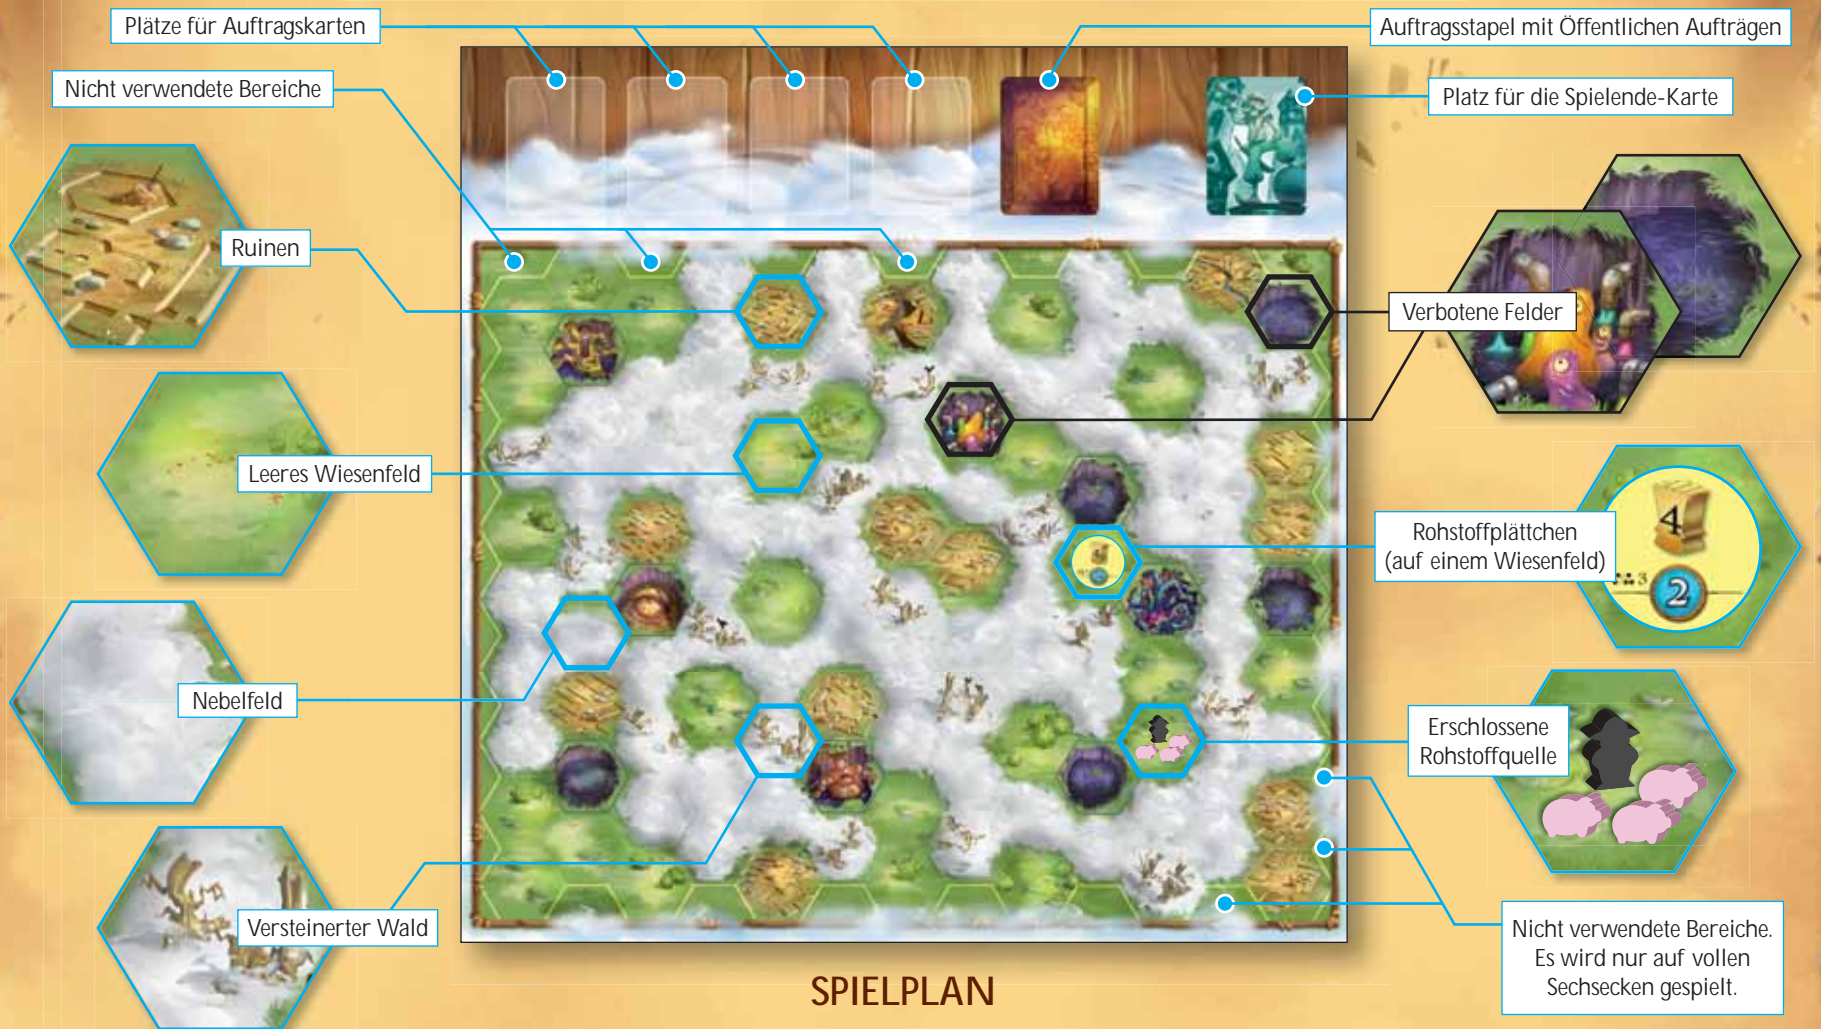 Plätze für Auftragskarten
Auftragsstapel mit Öffentlichen Aufträgen
Nicht verwendete Bereiche
Platz für die Spielende-Karte
Ruinen
Verbotene Felder
Leeres Wiesenfeld
Rohstoffplättchen
(auf einem Wiesenfeld)
4
3
2
Nebelfeld
Erschlossene
Rohstoffquelle
Versteinerter Wald
Nicht verwendete Bereiche.
Es wird nur auf vollen
Sechsecken gespielt.
SPIELPLAN